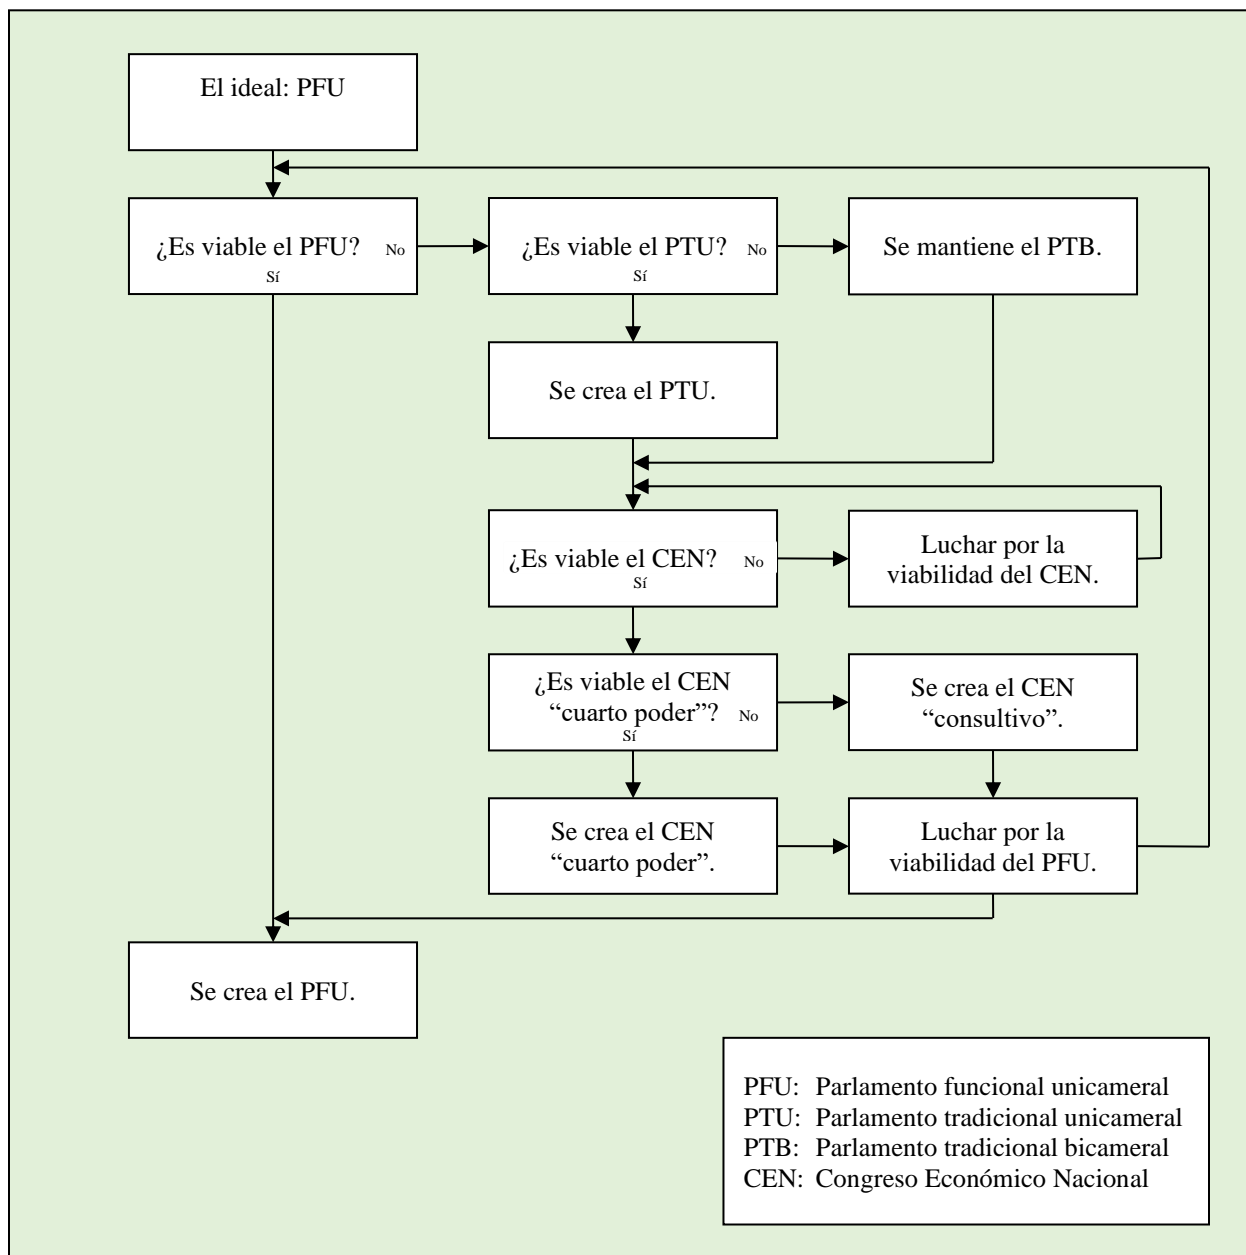 El ideal: PFU
¿Es viable el PFU? No
Sí
¿Es viable el PTU? No
Sí
Se mantiene el PTB.
Se crea el PTU.
¿Es viable el CEN? No
Sí
Luchar por la
viabilidad del CEN.
¿Es viable el CEN
“cuarto poder”? No
Sí
Se crea el CEN
“consultivo”.
Se crea el CEN
“cuarto poder”.
Luchar por la
viabilidad del PFU.
Se crea el PFU.
PFU: Parlamento funcional unicameral
PTU: Parlamento tradicional unicameral
PTB: Parlamento tradicional bicameral
CEN: Congreso Económico Nacional